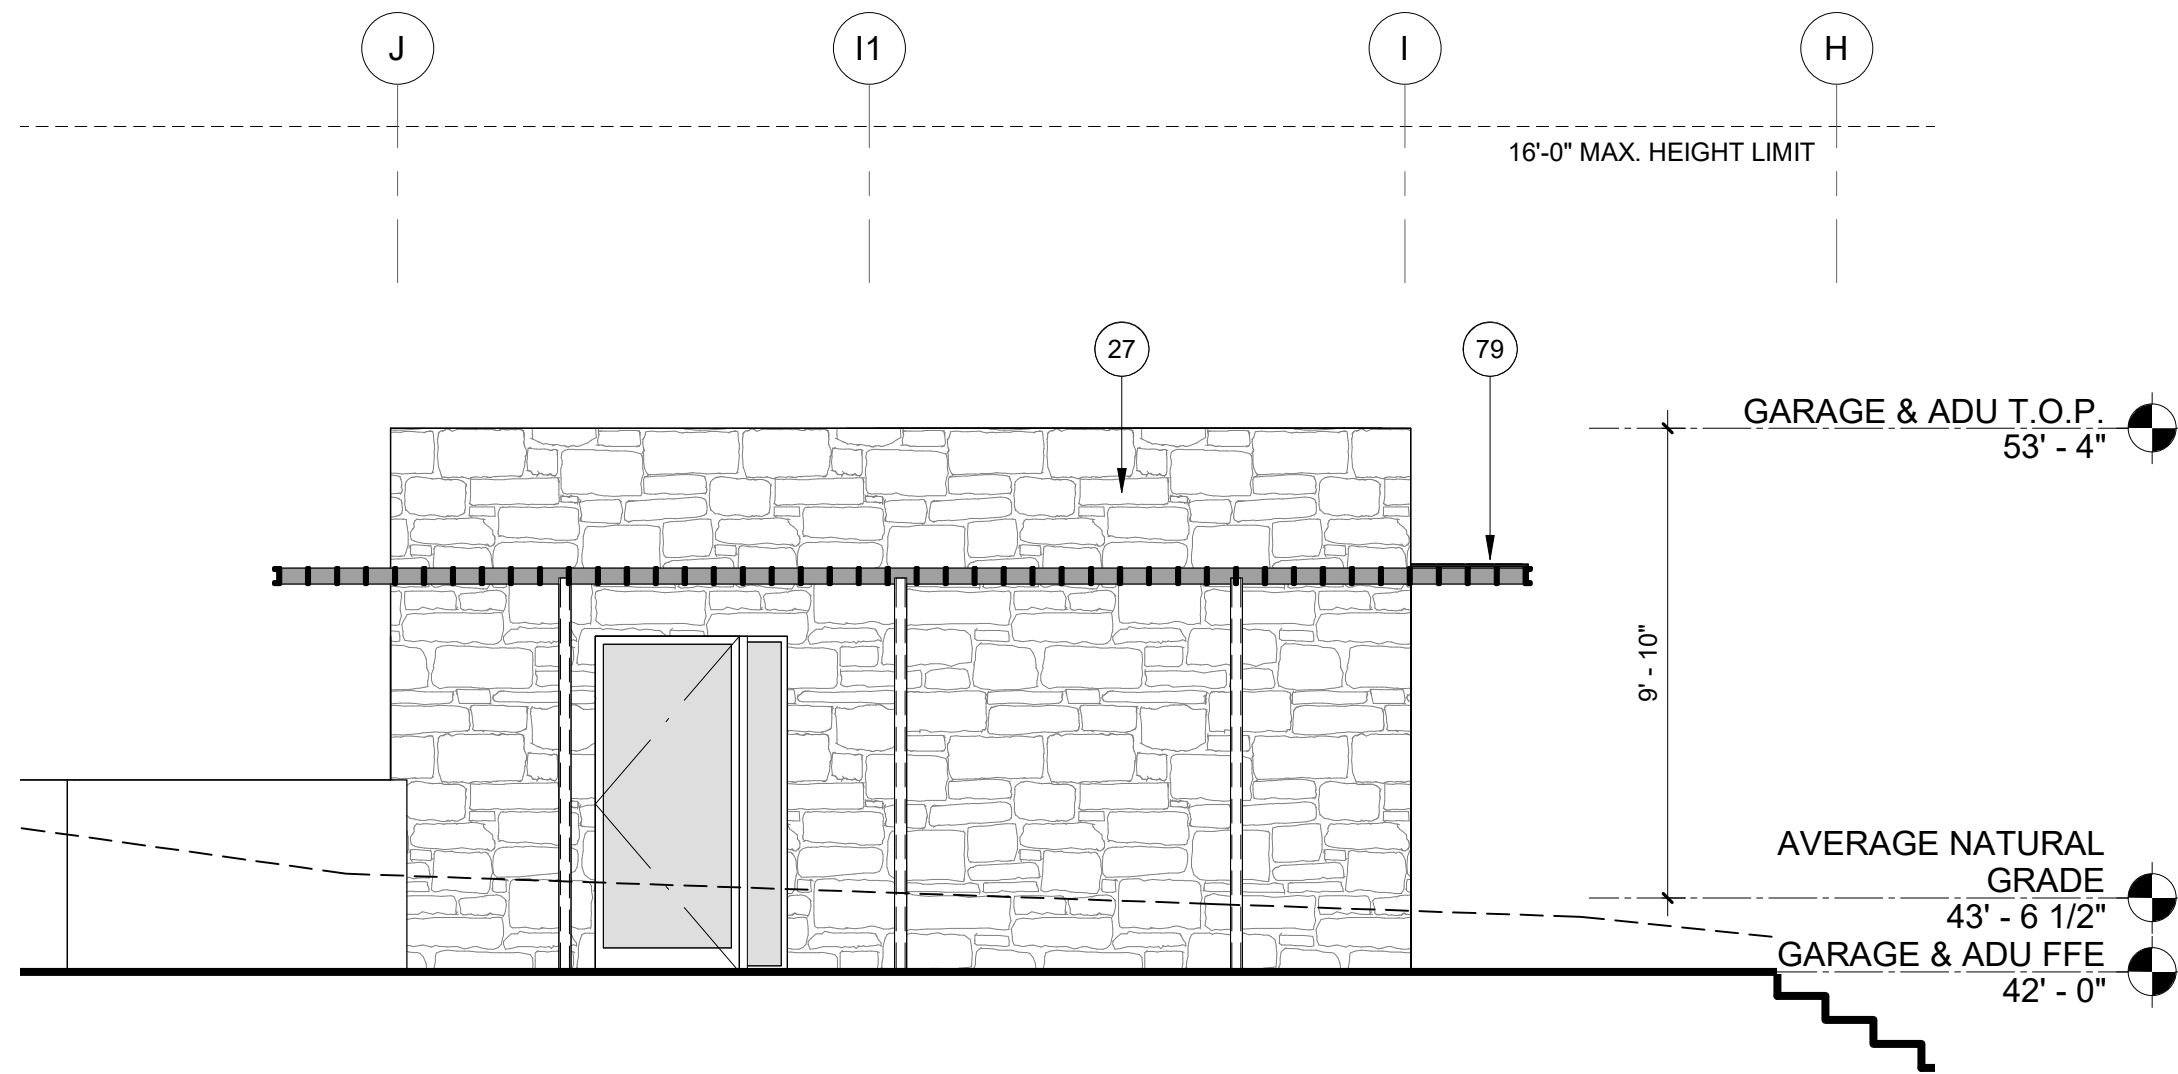 J
I1
I
H
16'-0" MAX. HEIGHT LIMIT
27
79
GARAGE & ADU T.O.P.
53' - 4"
9' - 10"
AVERAGE NATURAL
GRADE
43' - 6 1/2"
GARAGE & ADU FFE
42' - 0"